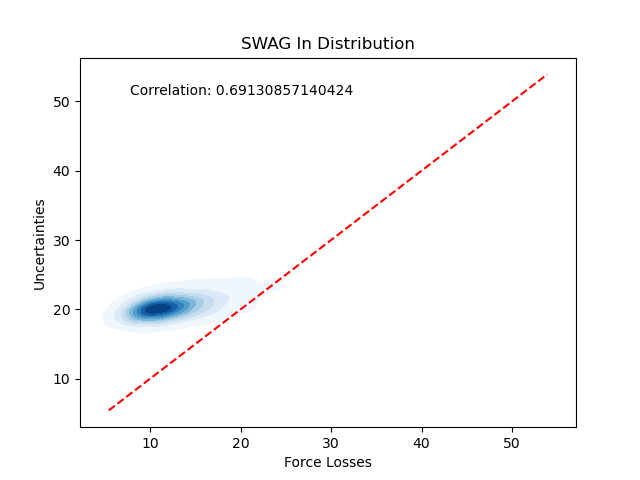 SWAG In Distribution
Correlation: 0.69130857140424
50
40
30
20
10
Uncertainties
10 20 30 40 50
Force Losses